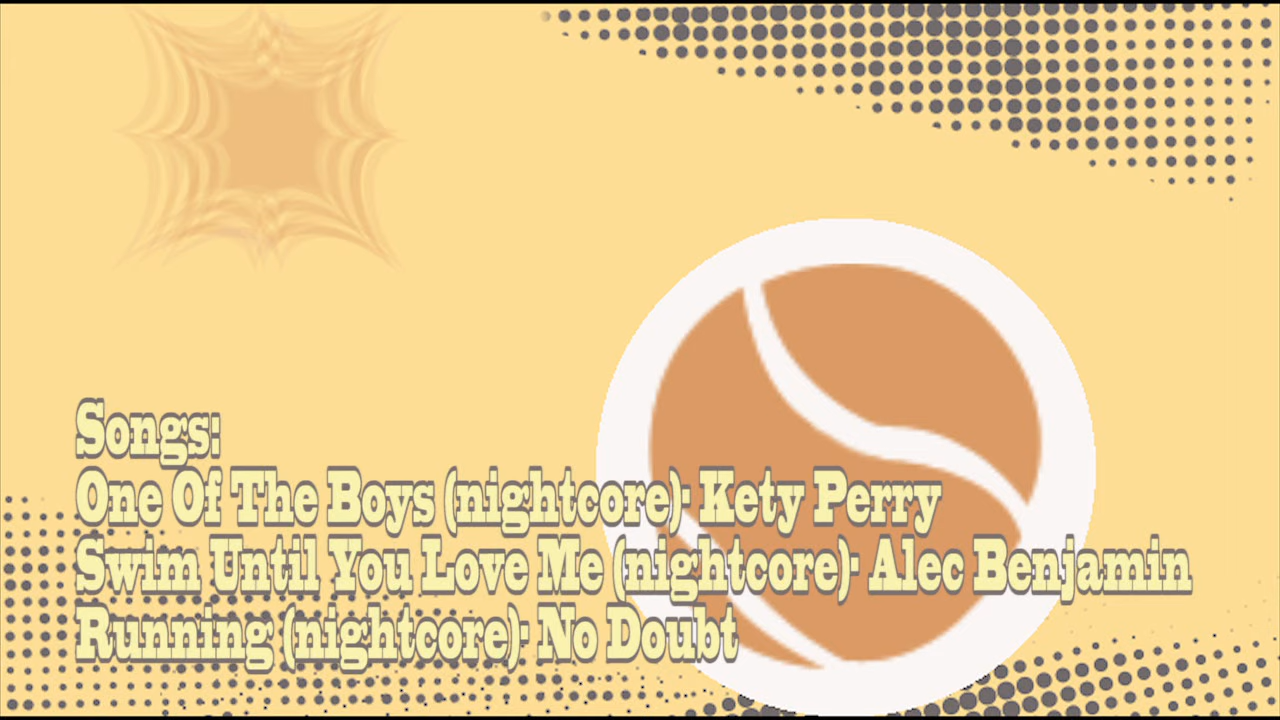 Songs:
One Of The Boys (nightcore)- Kety Perry
Swim Until You Love Me (nightcore)- Alec Benjamin
Running (nightcore)- No Doubt